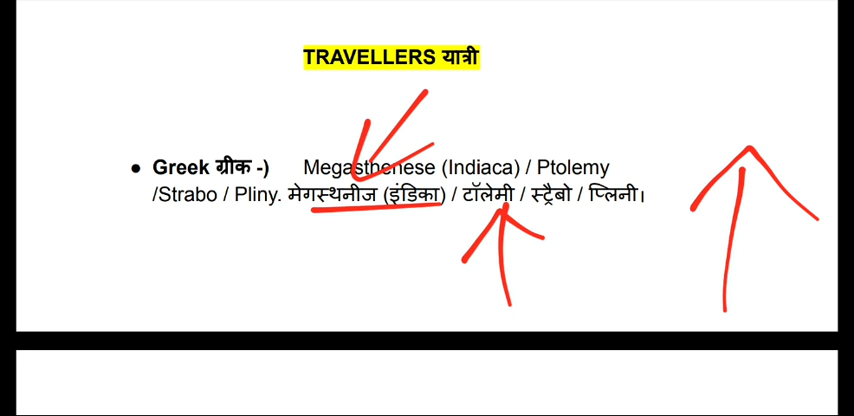 TRAVELLERS यात्री
● Greek ग्रीक -) Megasthenese (Indiaca) / Ptolemy
/Strabo / Pliny. मेगस्थनीज (इंडिका) / टॉलेमी / स्ट्रैबो / प्लिनी।